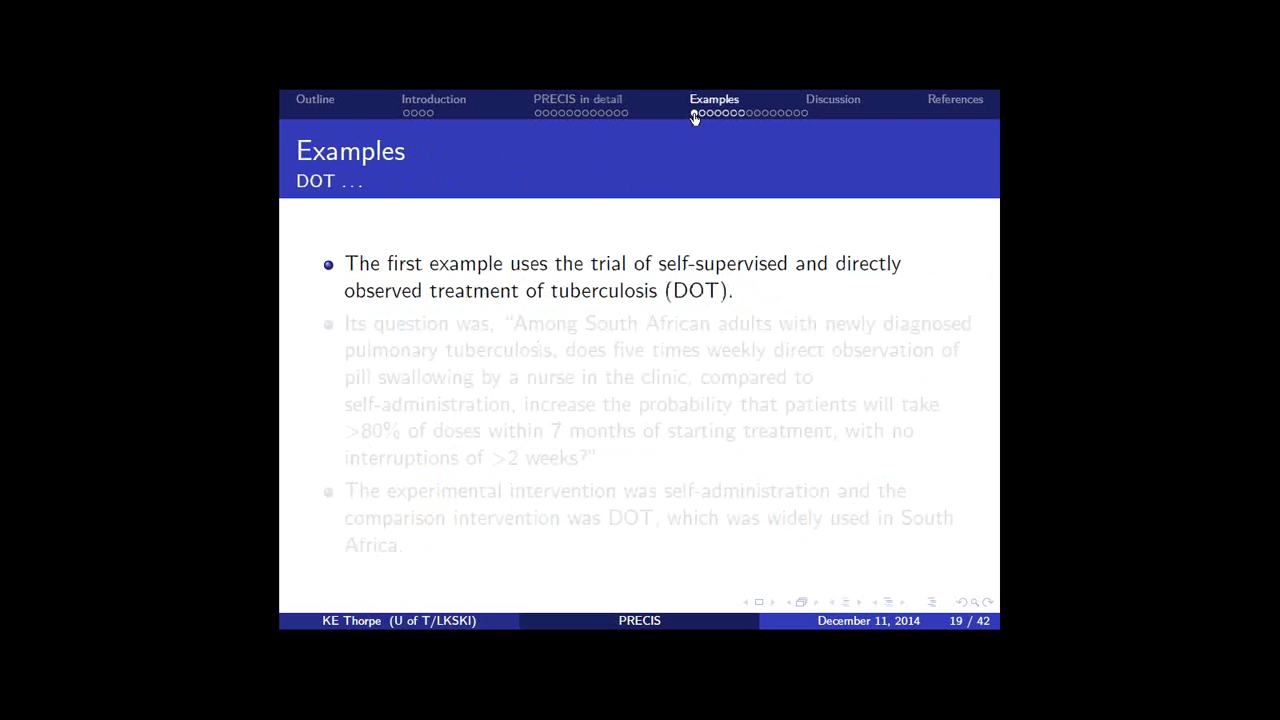 Outline Introduction PRECIS in detail Examples Discussion References
Examples
DOT ...
The first example uses the trial of self-supervised and directly
observed treatment of tuberculosis (DOT).
Its question was, “Among South African adults with newly diagnosed
pulmonary tuberculosis, does five times weekly direct observation of
pill swallowing by a nurse in the clinic, compared to
self-administration, increase the probability that patients will take
>80% of doses within 7 months of starting treatment, with no
interruptions of >2 weeks?”
The experimental intervention was self-administration and the
comparison intervention was DOT, which was widely used in South
Africa.
KE Thorpe (U of T/LKSKI) PRECIS December 11, 2014 19 / 42